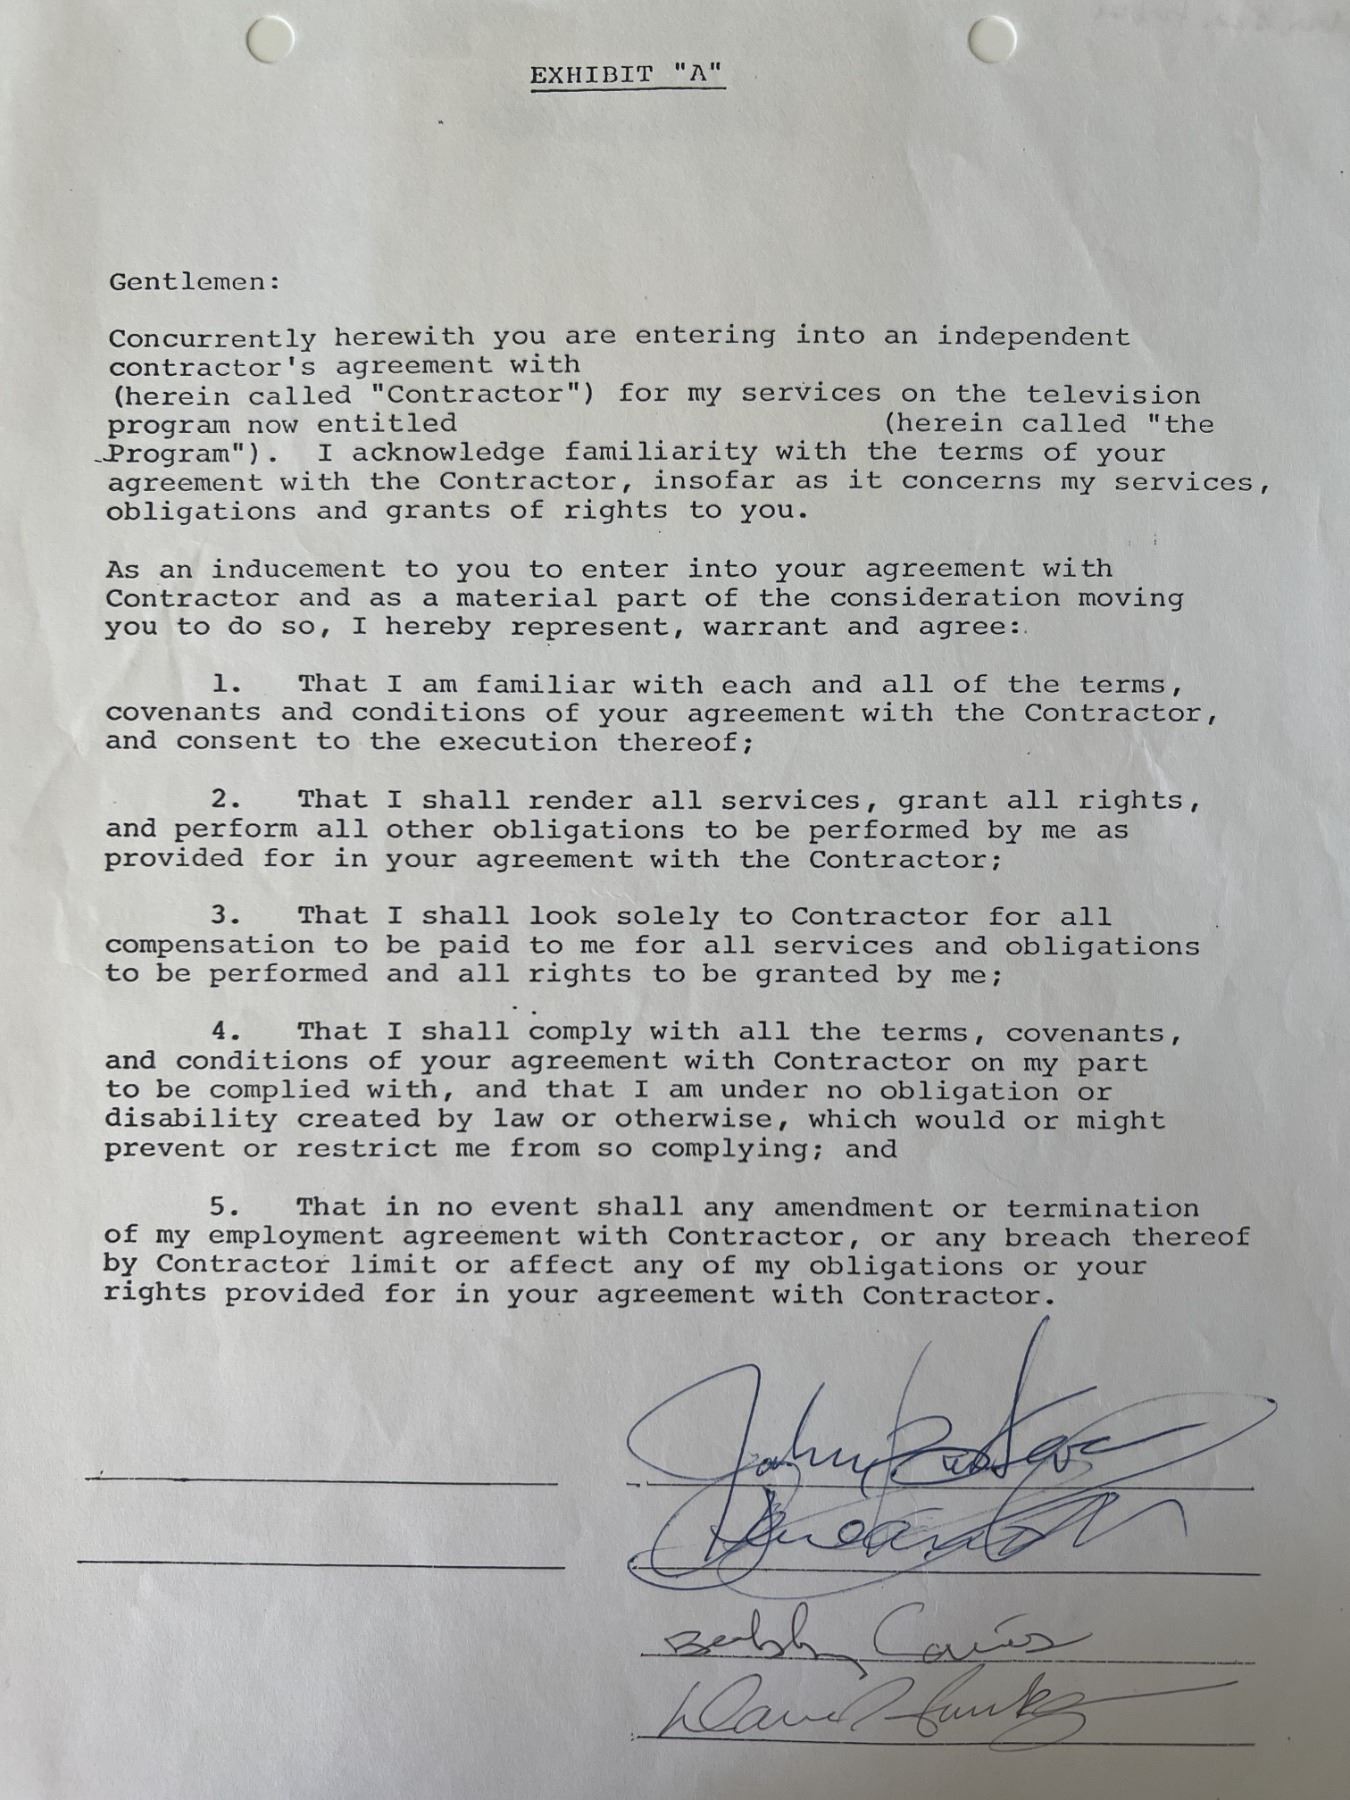 EXHIBIT "A"
Gentlemen:
Concurrently herewith you are entering into an independent
contractor's agreement with
(herein called "Contractor") for my services on the television
program now entitled (herein called "the
Program"). I acknowledge familiarity with the terms of your
agreement with the Contractor, insofar as it concerns my services,
obligations and grants of rights to you.
As an inducement to you to enter into your agreement with
Contractor and as a material part of the consideration moving
you to do so, I hereby represent, warrant and agree:
1. That I am familiar with each and all of the terms,
covenants and conditions of your agreement with the Contractor,
and consent to the execution thereof;
2. That I shall render all services, grant all rights,
and perform all other obligations to be performed by me as
provided for in your agreement with the Contractor;
3. That I shall look solely to Contractor for all
compensation to be paid to me for all services and obligations
to be performed and all rights to be granted by me;
4. That I shall comply with all the terms, covenants,
and conditions of your agreement with Contractor on my part
to be complied with, and that I am under no obligation or
disability created by law or otherwise, which would or might
prevent or restrict me from so complying; and
5. That in no event shall any amendment or termination
of my employment agreement with Contractor, or any breach thereof
by Contractor limit or affect any of my obligations or your
rights provided for in your agreement with Contractor.
John
Bobby
David